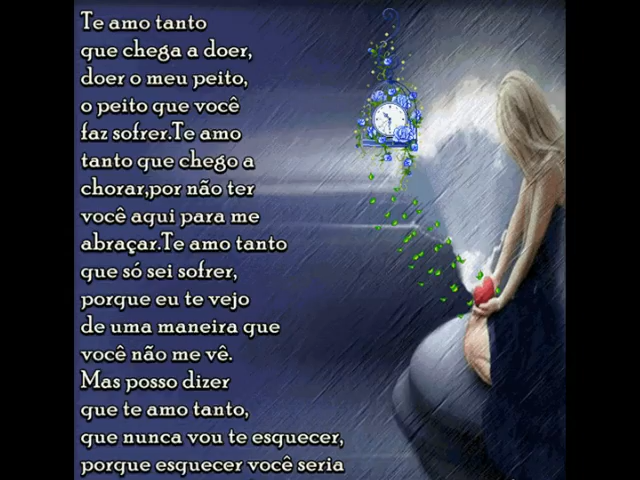 Te amo tanto
que chega a doer,
doer o meu peito,
o peito que você
faz sofrer.Te amo
tanto que chego a
chorar,por não ter
você aqui para me
abraçar.Te amo tanto
que só sei sofrer,
porque eu te vejo
de uma maneira que
você não me vê.
Mas posso dizer
que te amo tanto,
que nunca vou te esquecer,
porque esquecer você seria